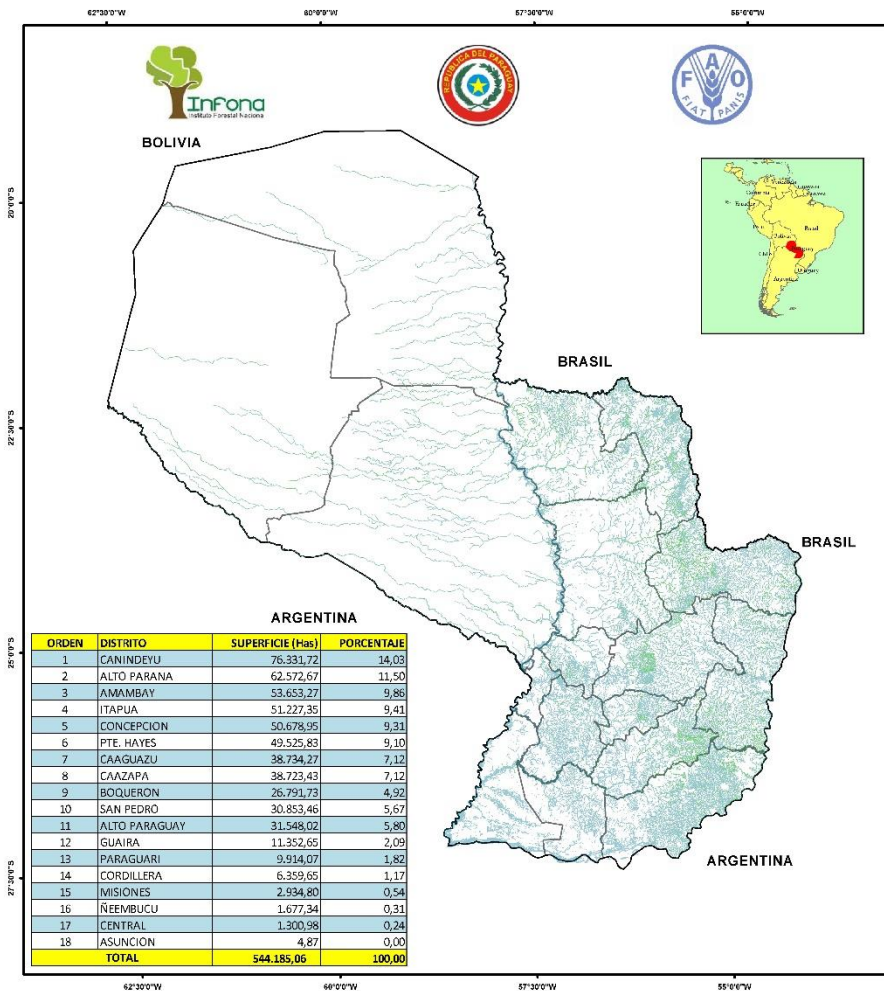 62°30'0"W 60°0'0"W 57°30'0"W 55°0'0"W
InFona
Instituto Forestal Nacional
REPUBLICA DEL PARAGUAY
F A O
FIAT PANIS
BOLIVIA
20°0'0"S
Brasil
Bolivia
Uruguay
Argentina
BRASIL
22°30'0"S
BRASIL
ARGENTINA
25°0'0"S
ORDEN DISTRITO SUPERFICIE (Has) PORCENTAJE
1 CANINDEYU 76.331,72 14,03
2 ALTO PARANA 62.572,67 11,50
3 AMAMBAY 53.653,27 9,86
4 ITAPUA 51.227,35 9,41
5 CONCEPCION 50.678,95 9,31
6 PTE. HAYES 49.525,83 9,10
7 CAAGUAZU 38.734,27 7,12
8 CAAZAPA 38.723,43 7,12
9 BOQUERON 26.791,73 4,92
10 SAN PEDRO 30.853,46 5,67
11 ALTO PARAGUAY 31.548,02 5,80
12 GUAIRA 11.352,65 2,09
13 PARAGUARI 9.914,07 1,82
14 CORDILLERA 6.359,65 1,17
15 MISIONES 2.934,80 0,54
16 ÑEEMBUCU 1.677,34 0,31
17 CENTRAL 1.300,98 0,24
18 ASUNCION 4,87 0,00
TOTAL 544.185,06 100,00
ARGENTINA
27°30'0"S
62°30'0"W 60°0'0"W 57°30'0"W 55°0'0"W